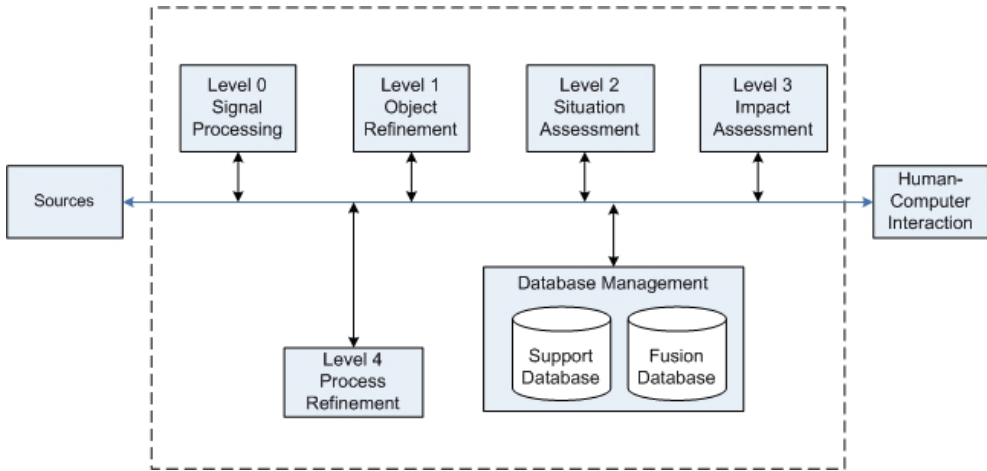 Level 0
Signal
Processing
Level 1
Object
Refinement
Level 2
Situation
Assessment
Level 3
Impact
Assessment
Sources
Human-
Computer
Interaction
Database Management
Support
Database
Fusion
Database
Level 4
Process
Refinement